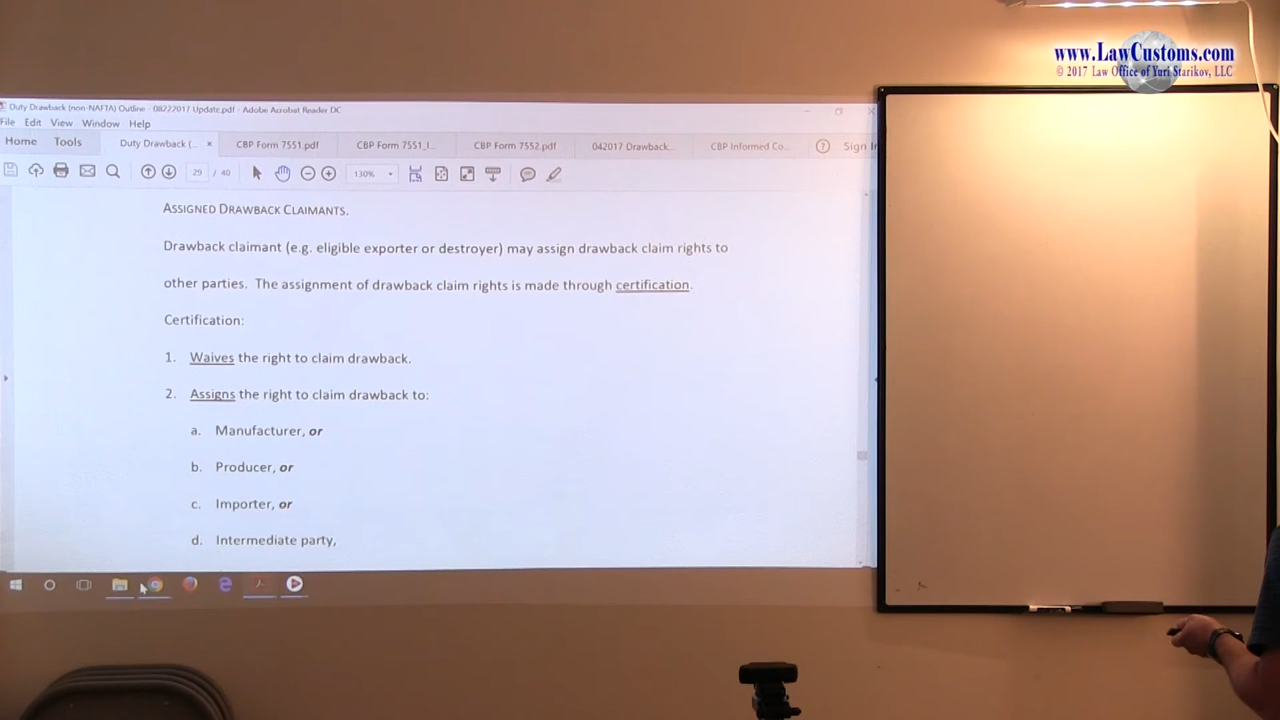 www.LawCustoms.com
© 2017 Law Office of Yuri Starikov, LLC
Duty Drawback (non-NAFTA) Outline - 08222017 Update.pdf - Adobe Acrobat Reader DC
File Edit View Window Help
Home Tools Duty Drawback (... × CBP Form 7551.pdf CBP Form 7551_I... CBP Form 7552.pdf 042017 Drawback... CBP Informed Co... Sign In
29 / 40 130%
ASSIGNED DRAWBACK CLAIMANTS.
Drawback claimant (e.g. eligible exporter or destroyer) may assign drawback claim rights to
other parties. The assignment of drawback claim rights is made through certification.
Certification:
1. Waives the right to claim drawback.
2. Assigns the right to claim drawback to:
a. Manufacturer, or
b. Producer, or
c. Importer, or
d. Intermediate party,